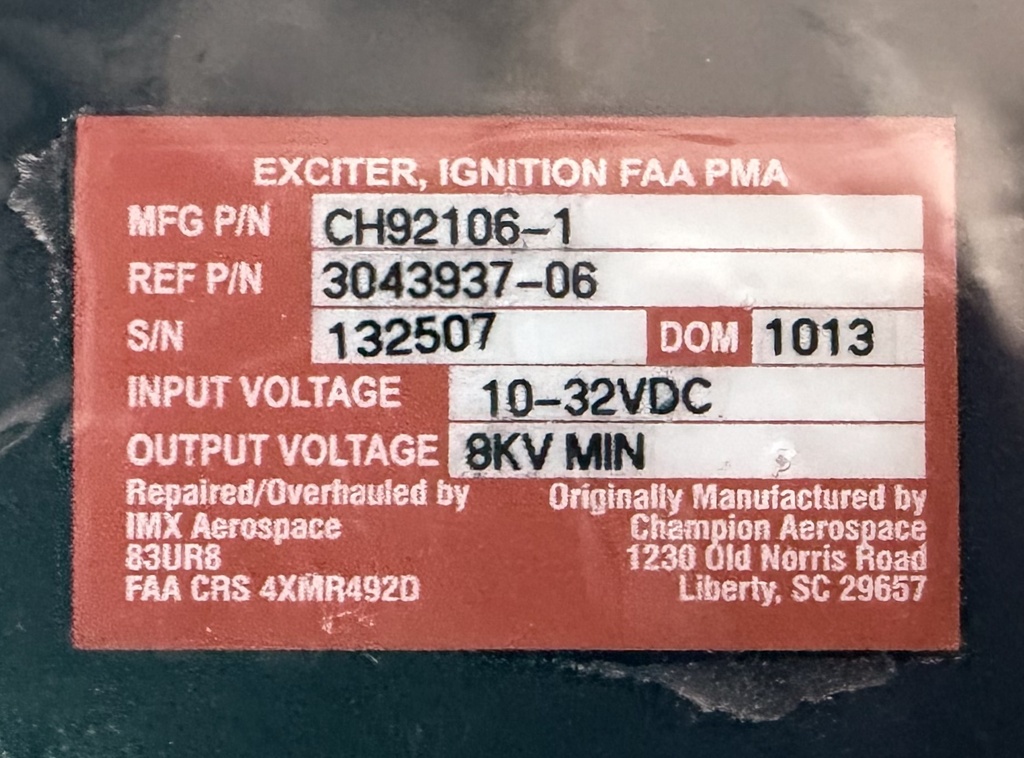 EXCITER, IGNITION FAA PMA
MFG P/N CH92106-1
REF P/N 3043937-06
S/N 132507 DOM 1013
INPUT VOLTAGE 10-32VDC
OUTPUT VOLTAGE 8KV MIN
Repaired/Overhauled by
IMX Aerospace
83UR8
FAA CRS 4XMR492D
Originally Manufactured by
Champion Aerospace
1230 Old Norris Road
Liberty, SC 29657